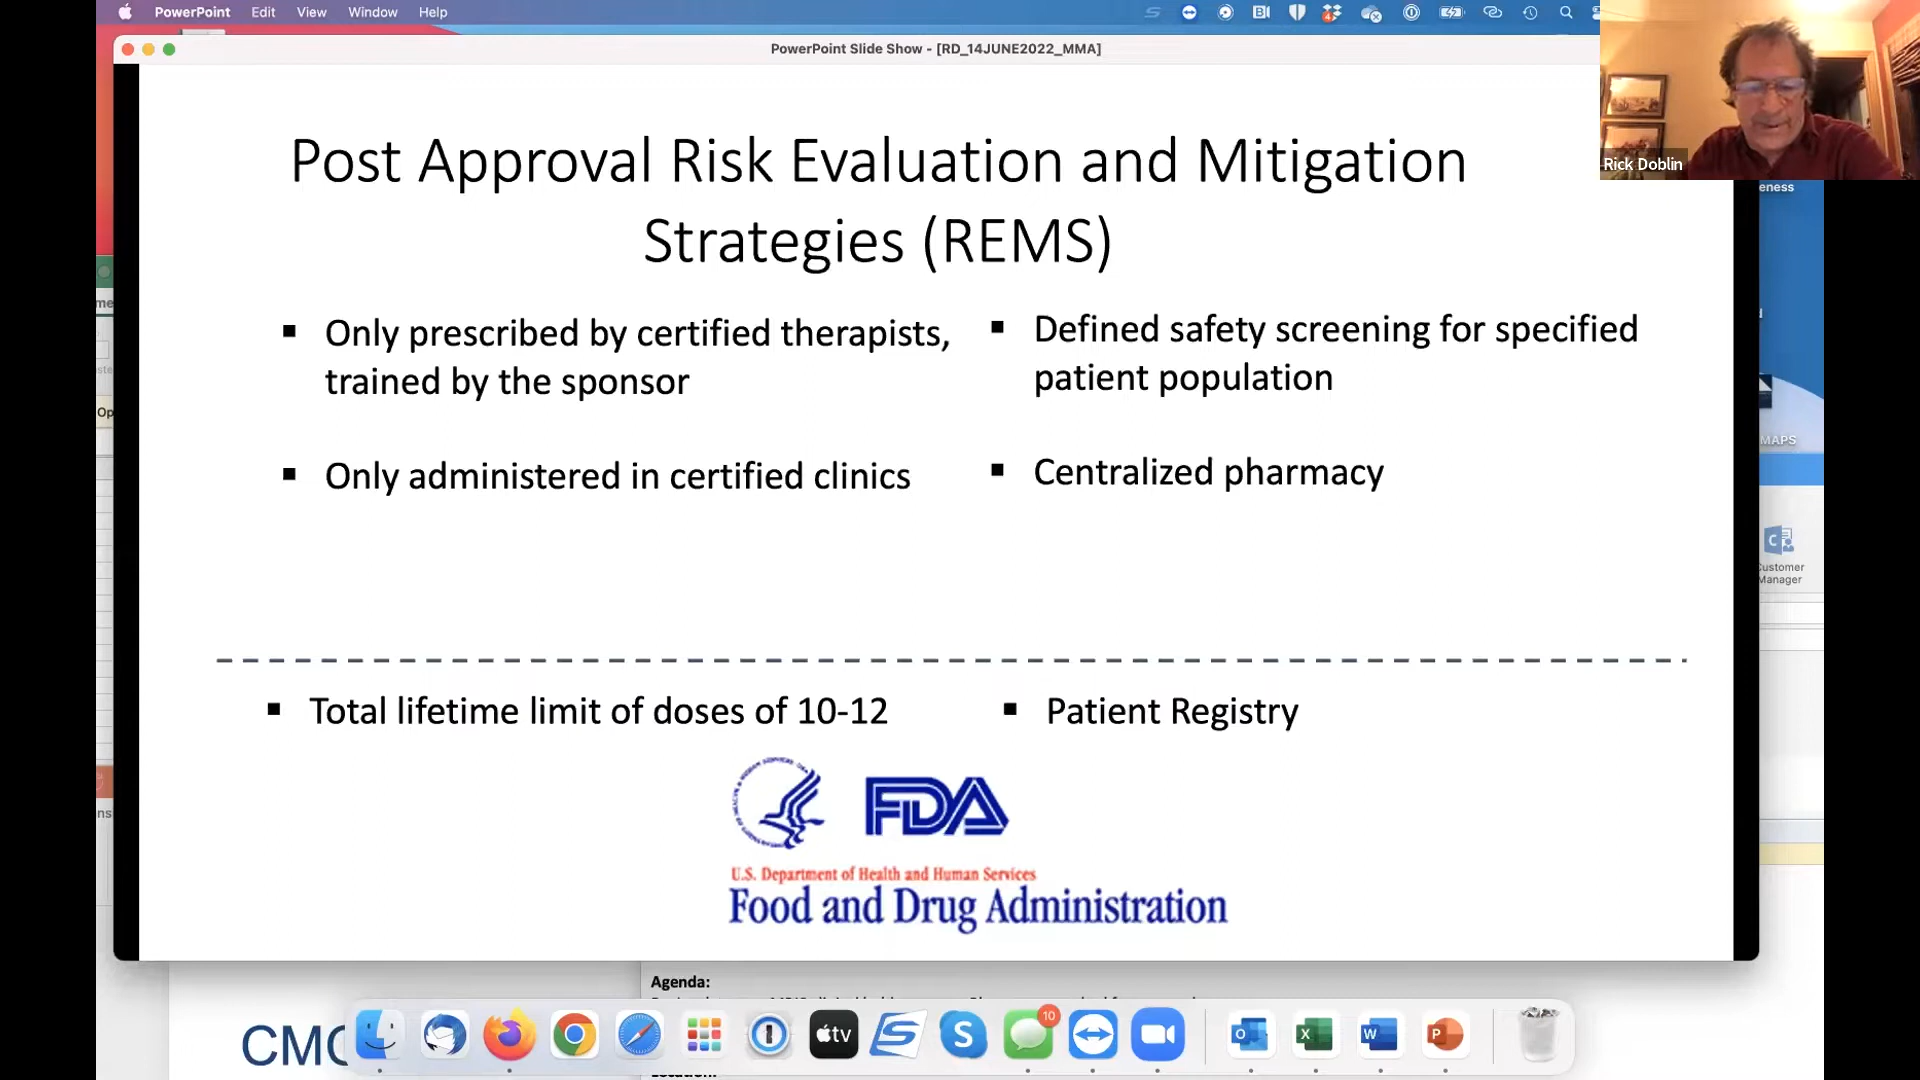 PowerPoint Edit View Window Help
PowerPoint Slide Show - [RD_14JUNE2022_MMA]
Rick Doblin
Post Approval Risk Evaluation and Mitigation
Strategies (REMS)
Only prescribed by certified therapists,
trained by the sponsor
Only administered in certified clinics
Defined safety screening for specified
patient population
Centralized pharmacy
Total lifetime limit of doses of 10-12
Patient Registry
FDA
U.S. Department of Health and Human Services
Food and Drug Administration
eness
MAPS
Customer
Manager
Op
Agenda:
CMC
10
tv
Location: